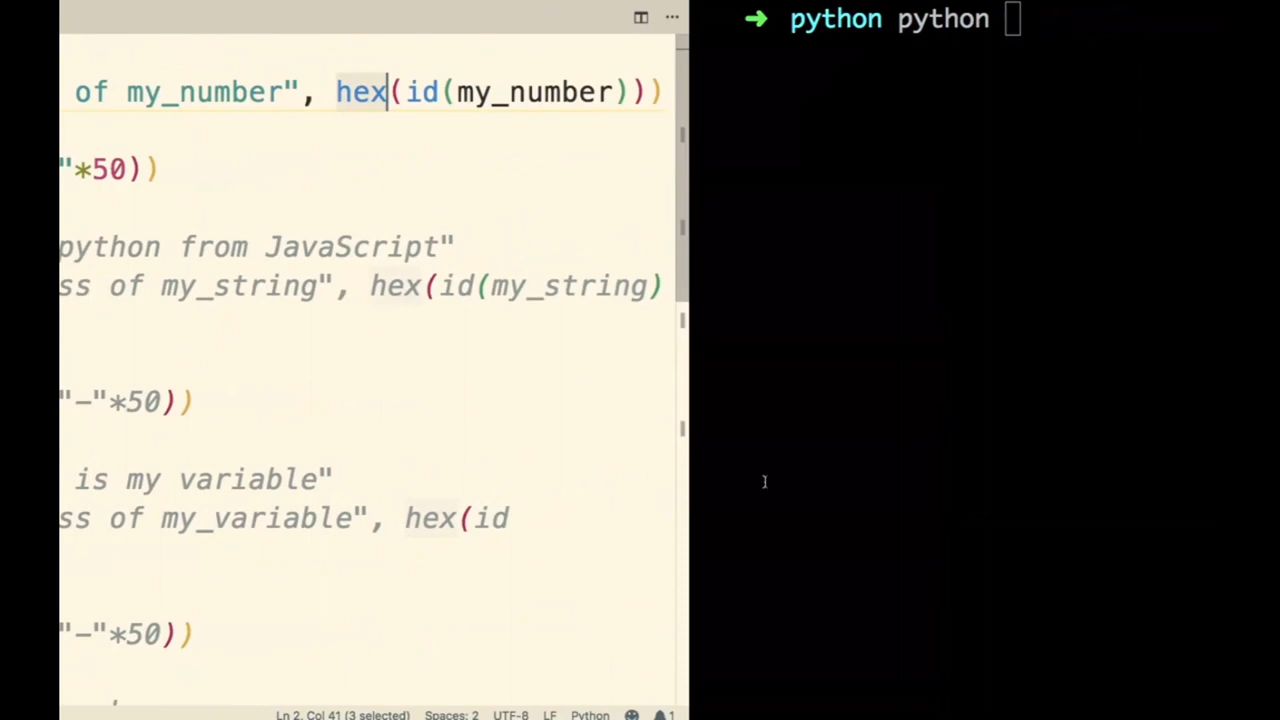 of my_number", hex(id(my_number)))
"*50))
python from JavaScript"
ss of my_string", hex(id(my_string)
"-"*50))
is my variable"
ss of my_variable", hex(id
"-"*50))
Ln 2, Col 41 (3 selected) Spaces: 2 UTF-8 LF Python 1
➜ python python